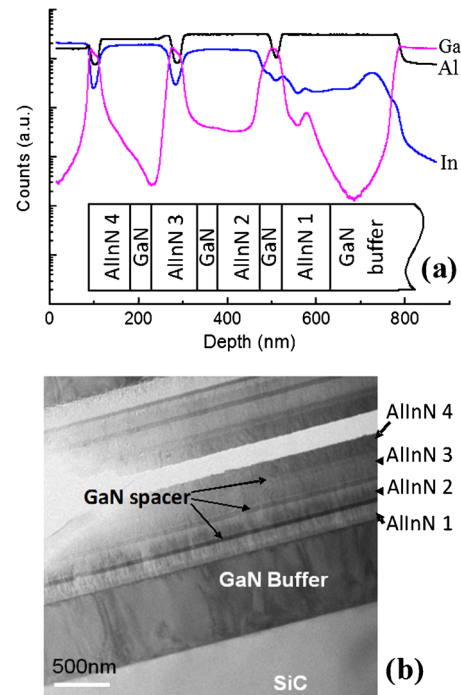 Ga
Al
In
Counts (a.u.)
AlInN 4
GaN
AlInN 3
GaN
AlInN 2
GaN
AlInN 1
GaN
buffer
(a)
0 200 400 600 800
Depth (nm)
AlInN 4
AlInN 3
AlInN 2
AlInN 1
GaN spacer
GaN Buffer
500nm
SiC
(b)